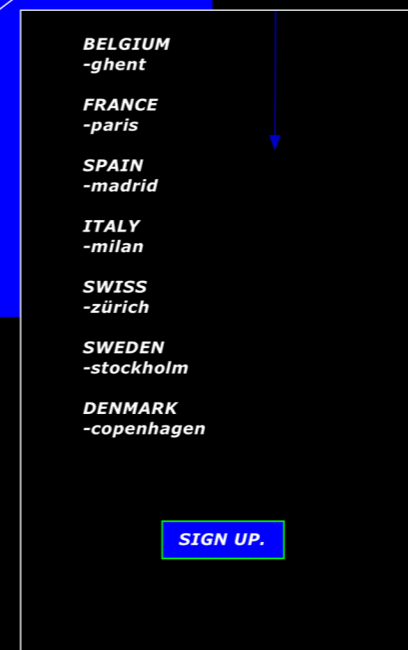 BELGIUM
-ghent
FRANCE
-paris
SPAIN
-madrid
ITALY
-milan
SWISS
-zürich
SWEDEN
-stockholm
DENMARK
-copenhagen
SIGN UP.